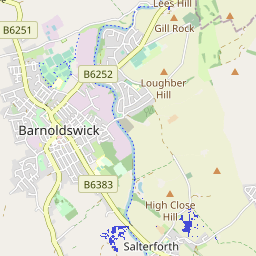 Lees Hill
B6251
Gill Rock
B6252
Loughber
Hill
Barnoldswick
B6383
High Close
Hill
Salterforth